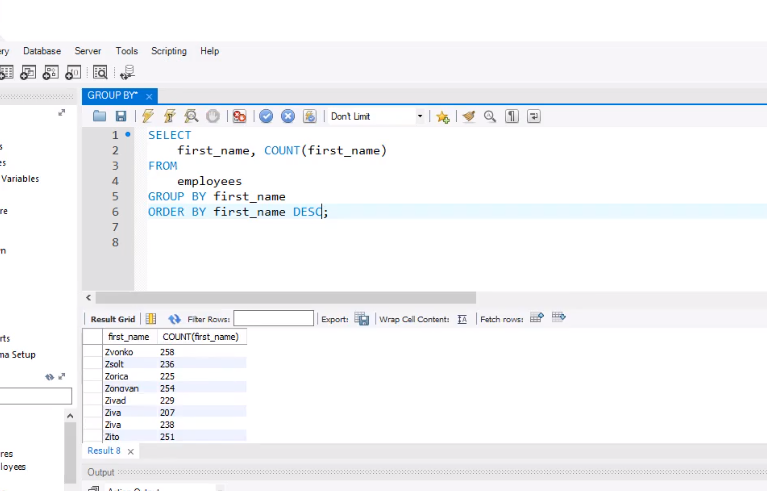 ry Database Server Tools Scripting Help
GROUP BY* ×
Don't Limit
s
es
Variables
re
n
rts
ma Setup
res
loyees
1 SELECT
2 first_name, COUNT(first_name)
3 FROM
4 employees
5 GROUP BY first_name
6 ORDER BY first_name DESC;
7
8
Result Grid Filter Rows: Export: Wrap Cell Content: Fetch rows:
first_name COUNT(first_name)
Zvonko 258
Zsolt 236
Zorica 225
Zongyan 254
Zivad 229
Ziva 207
Ziva 238
Zito 251
Result 8 ×
Output